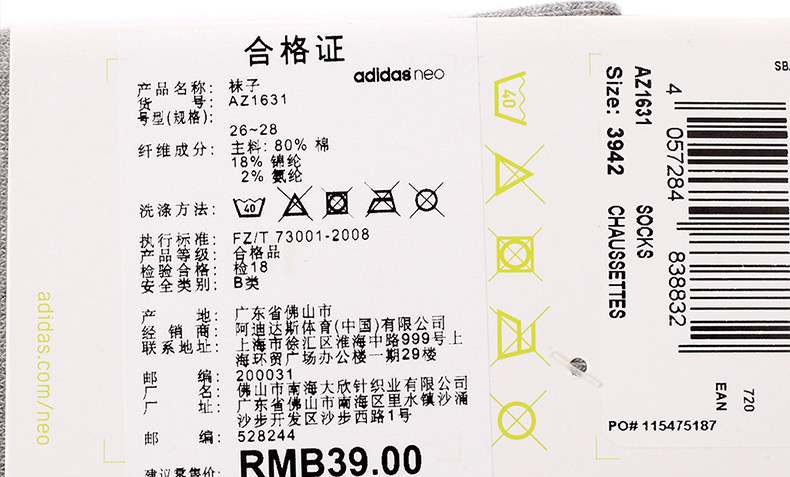 合格证
adidas neo
产品名称: 袜子
货 号: AZ1631
号型(规格):
26~28
纤维成分: 主料: 80% 棉
18% 锦纶
2% 氨纶
洗涤方法: 40
执行标准: FZ/T 73001-2008
产品等级: 合格品
检验合格: 检18
安全类别: B类
产 地: 广东省佛山市
经 销 商: 阿迪达斯体育(中国)有限公司
联系地址: 上海市徐汇区淮海中路999号上
海环贸广场办公楼一期29楼
邮 编: 200031
厂 名: 佛山市南海大欣针织业有限公司
厂 址: 广东省佛山市南海区里水镇沙涌
沙步开发区沙步西路1号
邮 编: 528244
建议零售价: RMB39.00
adidas.com/neo
40
AZ1631 SOCKS
Size: 3942 CHAUSSETTES
4 057284 838832
EAN
720
PO# 115475187